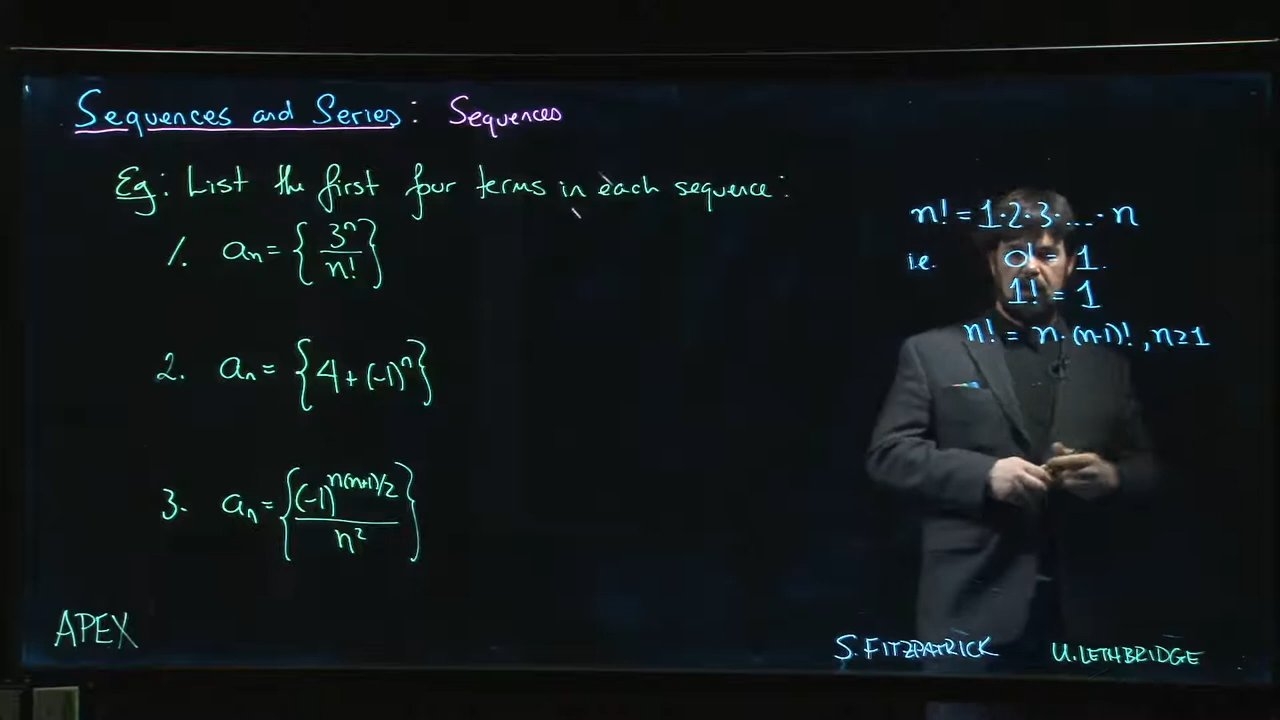 Sequences and Series: Sequences
Eg: List the first four terms in each sequence:
1. aₙ = { 3ⁿ / n! }
2. aₙ = { 4 + (-1)ⁿ }
3. aₙ = { (-1)^(n(n+1)/2) / n² }
n! = 1·2·3·....· n
i.e. 0! = 1.
1! = 1
n! = n·(n-1)! , n≥1
APEX
S. FITZPATRICK U. LETHBRIDGE